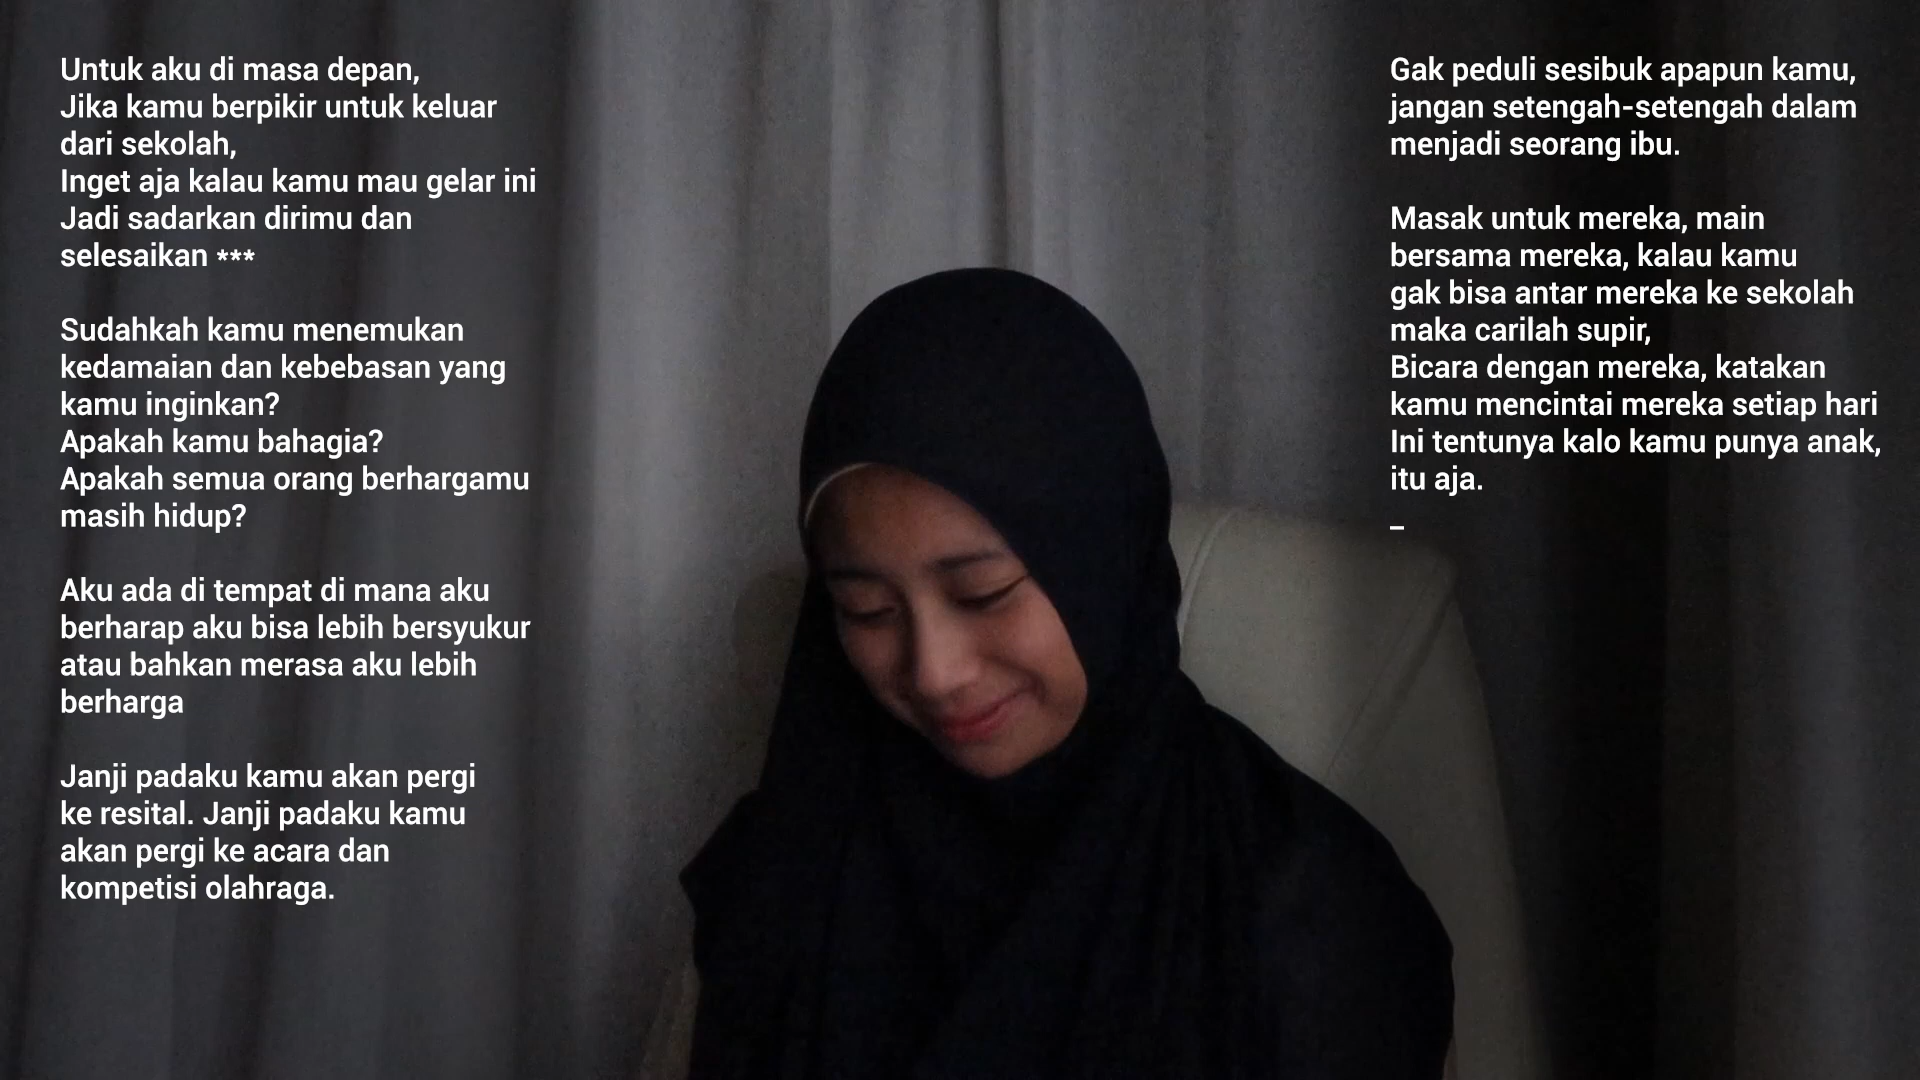 Untuk aku di masa depan,
Jika kamu berpikir untuk keluar
dari sekolah,
Inget aja kalau kamu mau gelar ini
Jadi sadarkan dirimu dan
selesaikan ***
Sudahkah kamu menemukan
kedamaian dan kebebasan yang
kamu inginkan?
Apakah kamu bahagia?
Apakah semua orang berhargamu
masih hidup?
Aku ada di tempat di mana aku
berharap aku bisa lebih bersyukur
atau bahkan merasa aku lebih
berharga
Janji padaku kamu akan pergi
ke resital. Janji padaku kamu
akan pergi ke acara dan
kompetisi olahraga.
Gak peduli sesibuk apapun kamu,
jangan setengah-setengah dalam
menjadi seorang ibu.
Masak untuk mereka, main
bersama mereka, kalau kamu
gak bisa antar mereka ke sekolah
maka carilah supir,
Bicara dengan mereka, katakan
kamu mencintai mereka setiap hari
Ini tentunya kalo kamu punya anak,
itu aja.
–